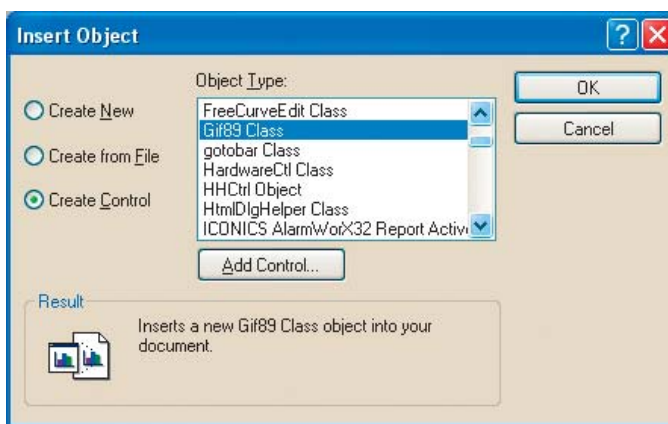 Insert Object
Object Type:
Create New
Create from File
Create Control
FreeCurveEdit Class
Gif89 Class
gotobar Class
HardwareCtl Class
HHCtrl Object
HtmlDlgHelper Class
ICONICS AlarmWorX32 Report Activ
Add Control...
OK
Cancel
Result
Inserts a new Gif89 Class object into your
document.